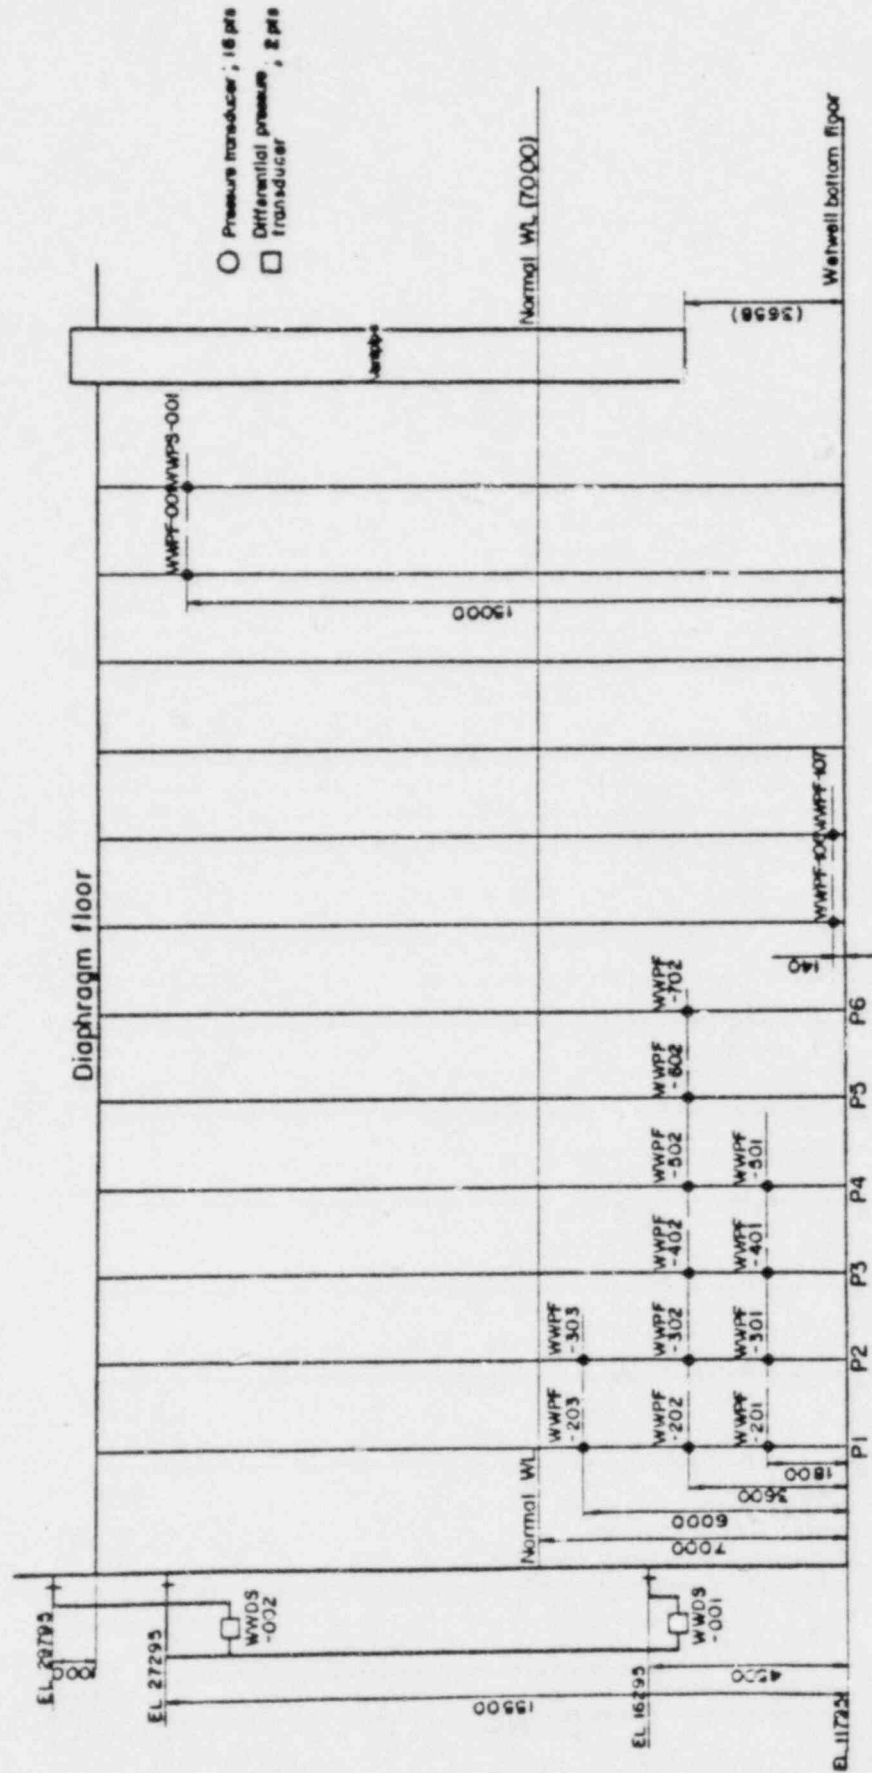 Pressure transducer ; 16 pts
Differential pressure ; 2 pts
transducer
Diaphragm floor
EL 29795
EL 27295
EL 16295
EL 11795
WWDS
-002
WWDS
-001
15500
4500
Normal WL
7000
6000
3600
1800
WWPF
-203
WWPF
-303
WWPF
-202
WWPF
-302
WWPF
-402
WWPF
-502
WWPF
-602
WWPF
-702
WWPF
-201
WWPF
-301
WWPF
-401
WWPF
-501
P1
P2
P3
P4
P5
P6
140
WWPF-106
WWPF-107
WWPF-001
WWPS-001
15000
Ventpipe
Normal WL (7000)
(3658)
Wetwell bottom floor